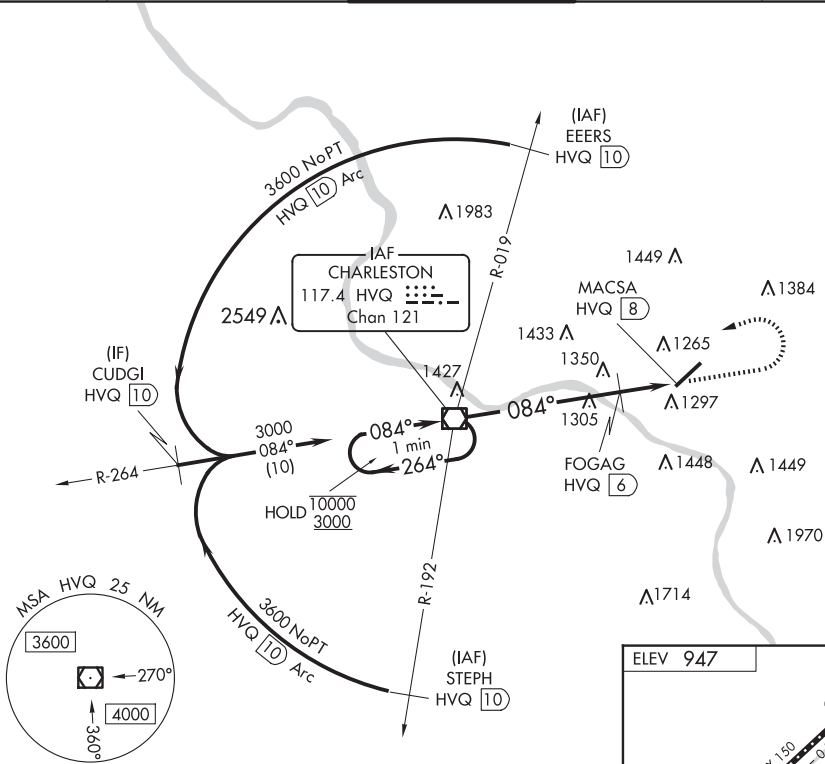 (IAF)
EEERS
HVQ 10
3600 NoPT
HVQ 10 Arc
1983
R-019
IAF
CHARLESTON
117.4 HVQ
Chan 121
2549
1449
MACSA
HVQ 8
1384
1433
1265
1350
1427
(IF)
CUDGI
HVQ 10
084°
1305
1297
3000
084°
(10)
084°
1 min
264°
R-264
FOGAG
HVQ 6
1448
1449
HOLD 10000
3000
1970
R-192
MSA HVQ 25 NM
3600
270°
4000
360°
3600 NoPT
HVQ 10 Arc
1714
(IAF)
STEPH
HVQ 10
ELEV 947
150